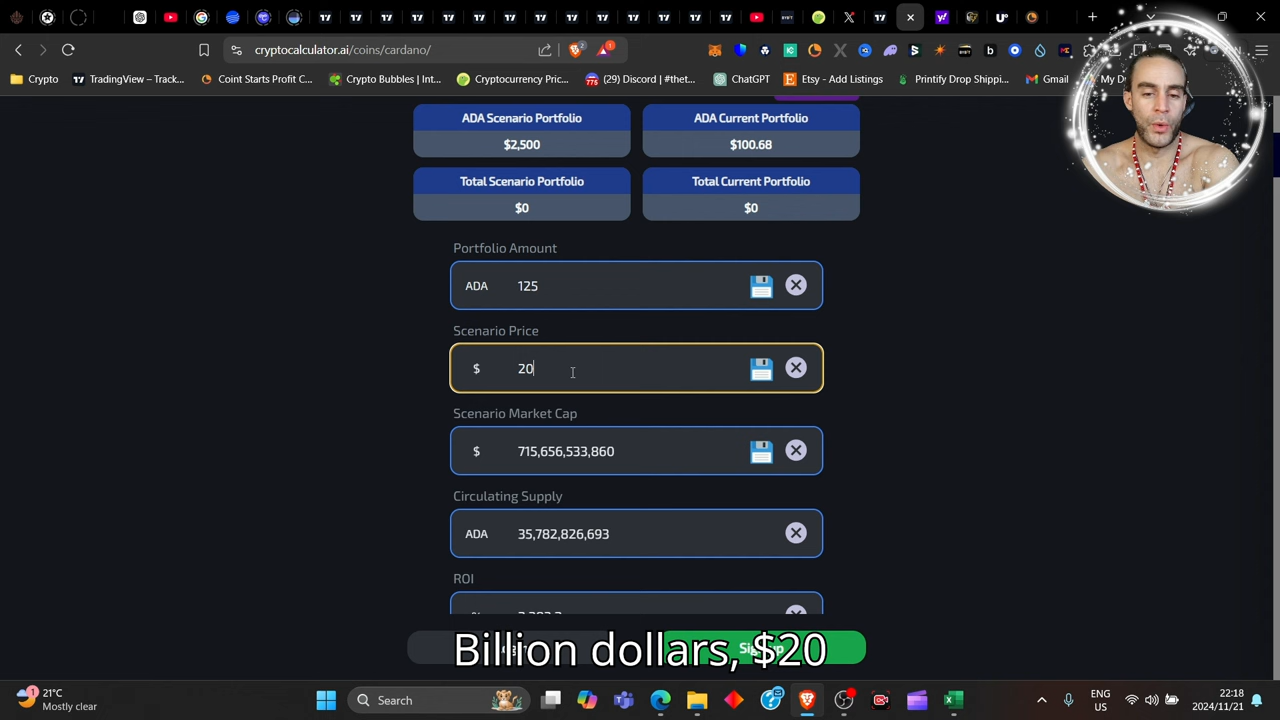 cryptocalculator.ai/coins/cardano/
Crypto
TradingView – Track...
Coint Starts Profit C...
Crypto Bubbles | Int...
Cryptocurrency Pric...
(29) Discord | #thet...
ChatGPT
Etsy - Add Listings
Printify Drop Shippi...
Gmail
ADA Scenario Portfolio
ADA Current Portfolio
$2,500
$100.68
Total Scenario Portfolio
Total Current Portfolio
$0
$0
Portfolio Amount
ADA 125
Scenario Price
$ 20
Scenario Market Cap
$ 715,656,533,860
Circulating Supply
ADA 35,782,826,693
ROI
Billion dollars, $20
21°C
Mostly clear
Search
ENG
US
22:18
2024/11/21